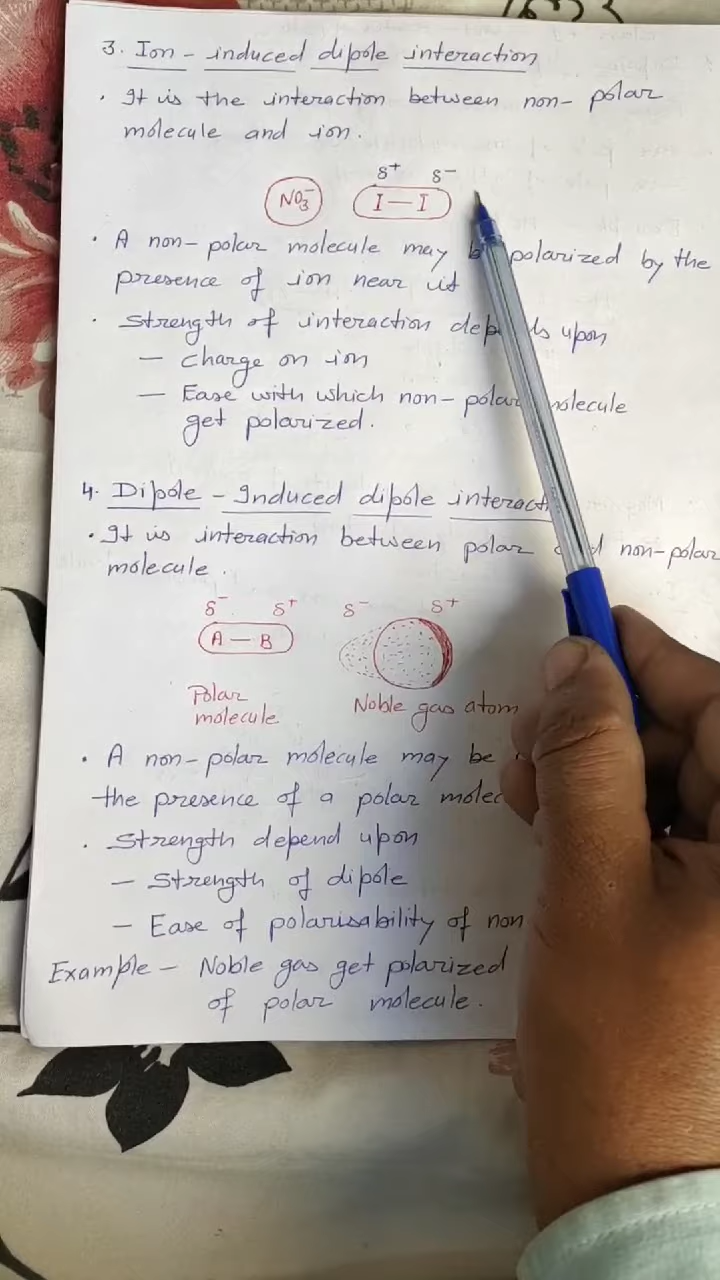 3. Ion - induced dipole interaction
. It is the interaction between non-polar
molecule and ion.
δ+ δ-
NO3- I — I
. A non-polar molecule may polarized by the
presence of ion near it
. Strength of interaction upon
— charge on ion
— Ease with which non-polar
get polarized.
4. Dipole - Induced dipole
. It is interaction between polar non-polar
molecule.
δ- δ+ δ- δ+
A — B
Polar Noble gas atom
molecule
. A non-polar molecule may be
the presence of a polar
. Strength depend upon
— Strength of dipole
— Ease of polarisability of non
Example - Noble gas get polarized
of polar molecule.